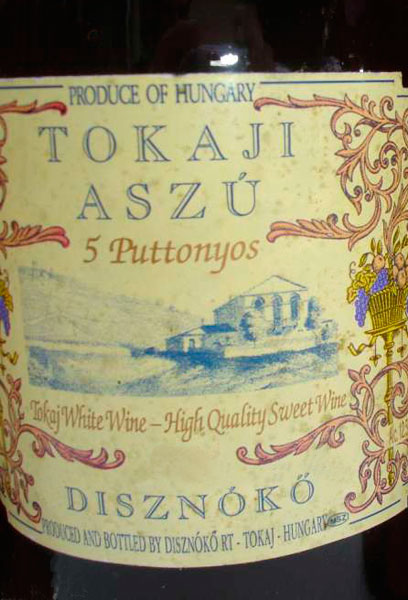 PRODUCE OF HUNGARY
TOKAJI
ASZÚ
5 Puttonyos
Tokaj White Wine – High Quality Sweet Wine
DISZNÓKŐ
PRODUCED AND BOTTLED BY DISZNÓKŐ RT - TOKAJ - HUNGARY MSZ